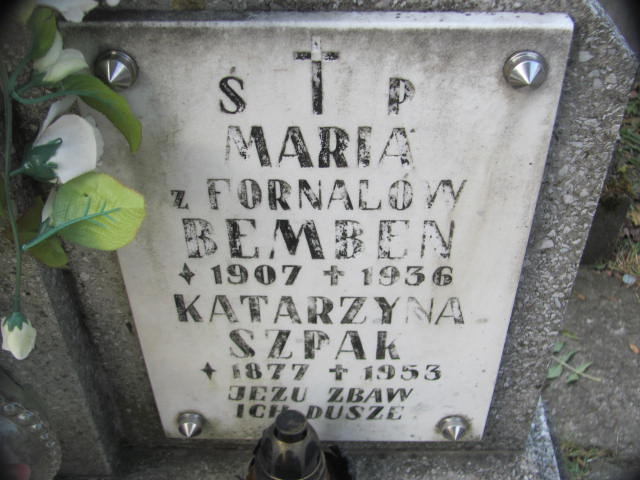 Ś † P
MARIA
z FORNALÓW
BEMBEN
* 1907 † 1936
KATARZYNA
SZPAK
* 1877 † 1953
JEZU ZBAW
ICH DUSZE